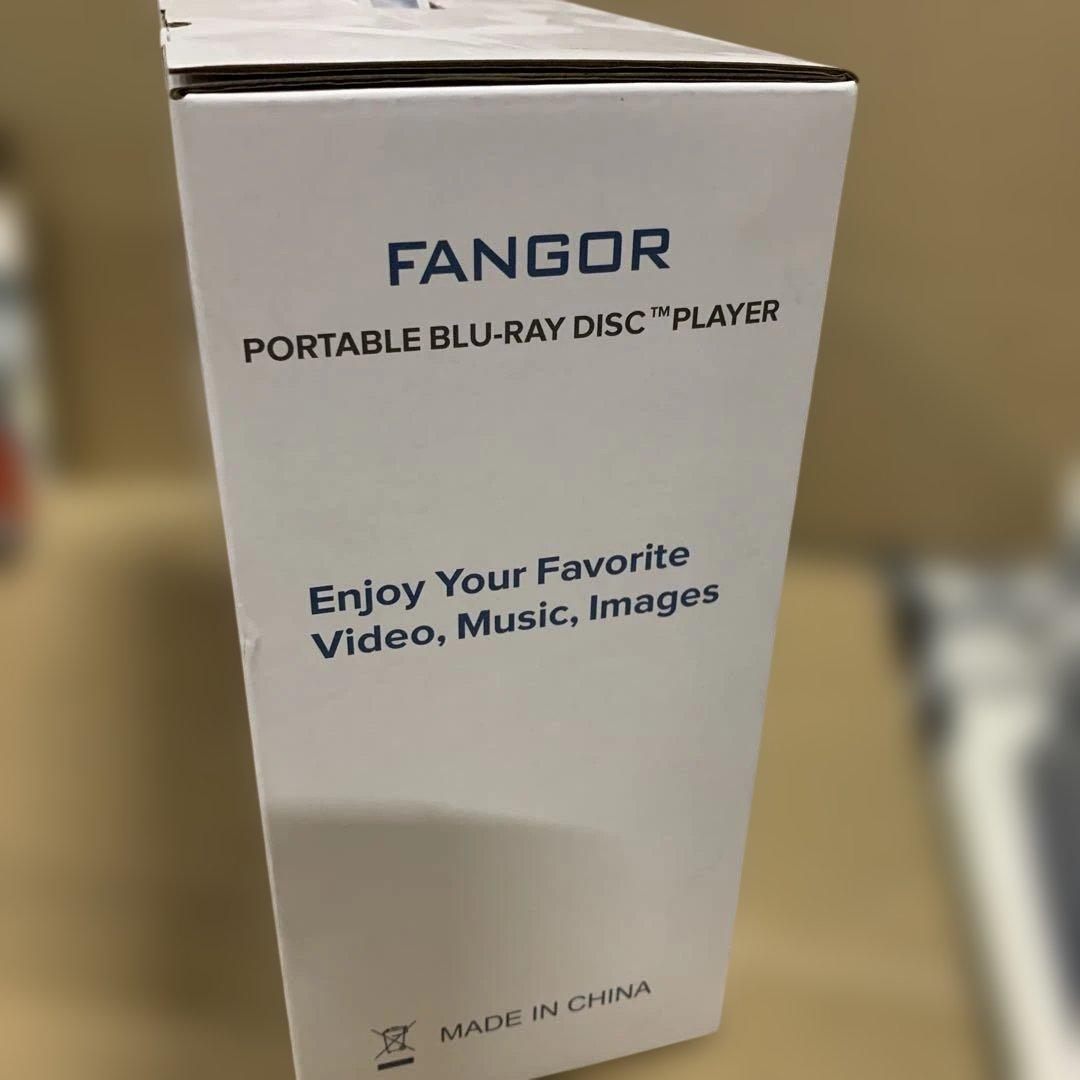 FANGOR
PORTABLE BLU-RAY DISC™PLAYER
Enjoy Your Favorite
Video, Music, Images
MADE IN CHINA